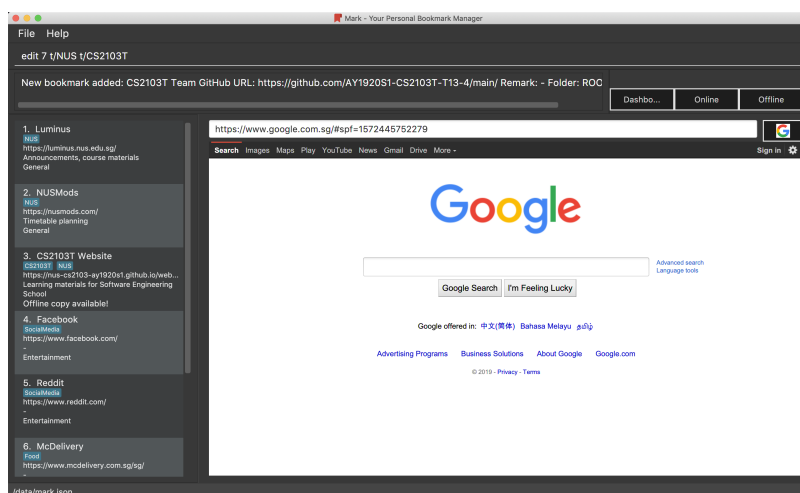 Mark - Your Personal Bookmark Manager
File Help
edit 7 t/NUS t/CS2103T
New bookmark added: CS2103T Team GitHub URL: https://github.com/AY1920S1-CS2103T-T13-4/main/ Remark: - Folder: ROO
Dashbo... Online Offline
1. Luminus
NUS
https://luminus.nus.edu.sg/
Announcements, course materials
General
2. NUSMods
NUS
https://nusmods.com/
Timetable planning
General
3. CS2103T Website
CS2103T NUS
https://nus-cs2103-ay1920s1.github.io/web...
Learning materials for Software Engineering
School
Offline copy available!
4. Facebook
SocialMedia
https://www.facebook.com/
-
Entertainment
5. Reddit
SocialMedia
https://www.reddit.com/
-
Entertainment
6. McDelivery
Food
https://www.mcdelivery.com.sg/sg/
-
https://www.google.com.sg/#spf=1572445752279
G
Search Images Maps Play YouTube News Gmail Drive More - Sign in
Google
Advanced search
Language tools
Google Search I'm Feeling Lucky
Google offered in: 中文(简体) Bahasa Melayu தமிழ்
Advertising Programs Business Solutions About Google Google.com
© 2019 - Privacy - Terms
/data/mark.json